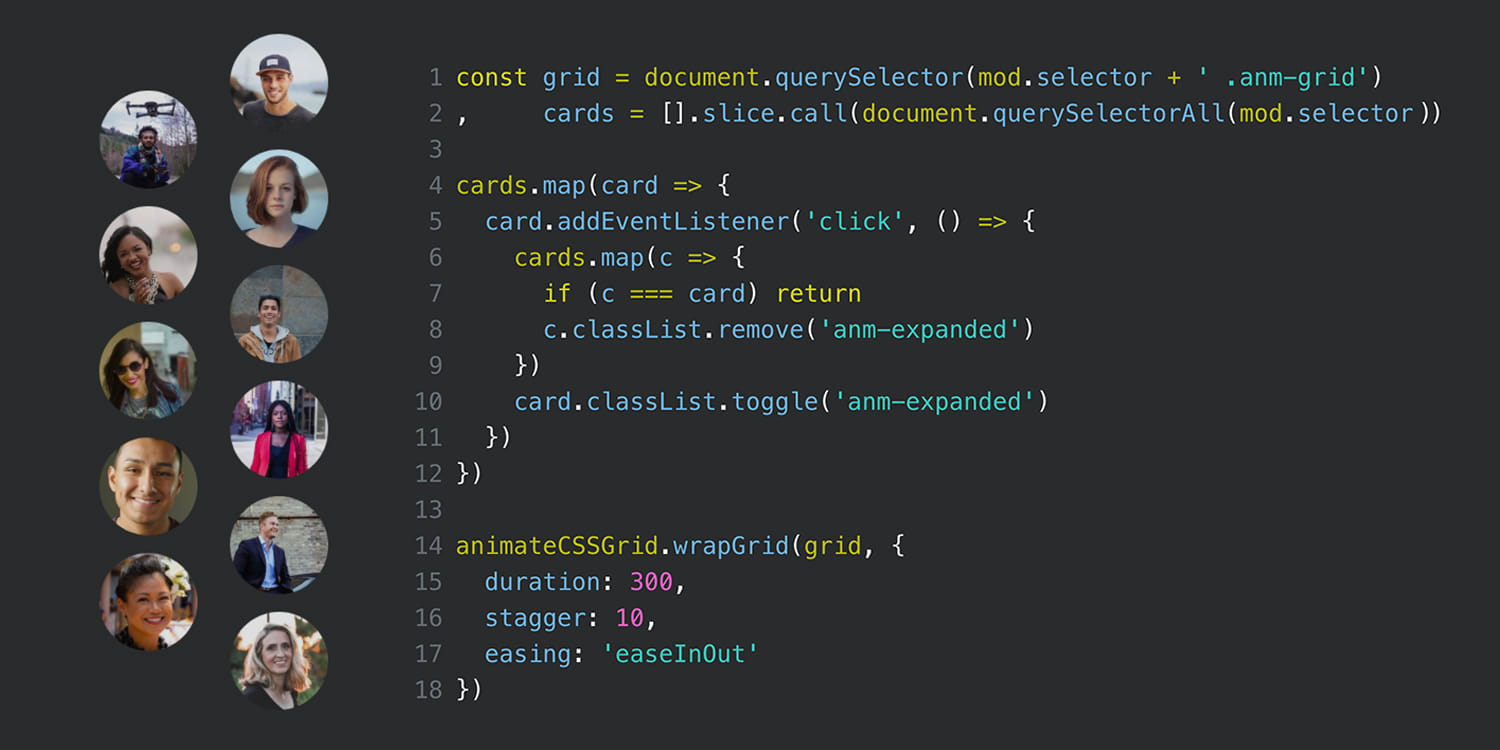 1 const grid = document.querySelector(mod.selector + ' .anm-grid')
2 ,     cards = [].slice.call(document.querySelectorAll(mod.selector))
3
4 cards.map(card => {
5   card.addEventListener('click', () => {
6     cards.map(c => {
7       if (c === card) return
8       c.classList.remove('anm-expanded')
9     })
10     card.classList.toggle('anm-expanded')
11   })
12 })
13
14 animateCSSGrid.wrapGrid(grid, {
15   duration: 300,
16   stagger: 10,
17   easing: 'easeInOut'
18 })